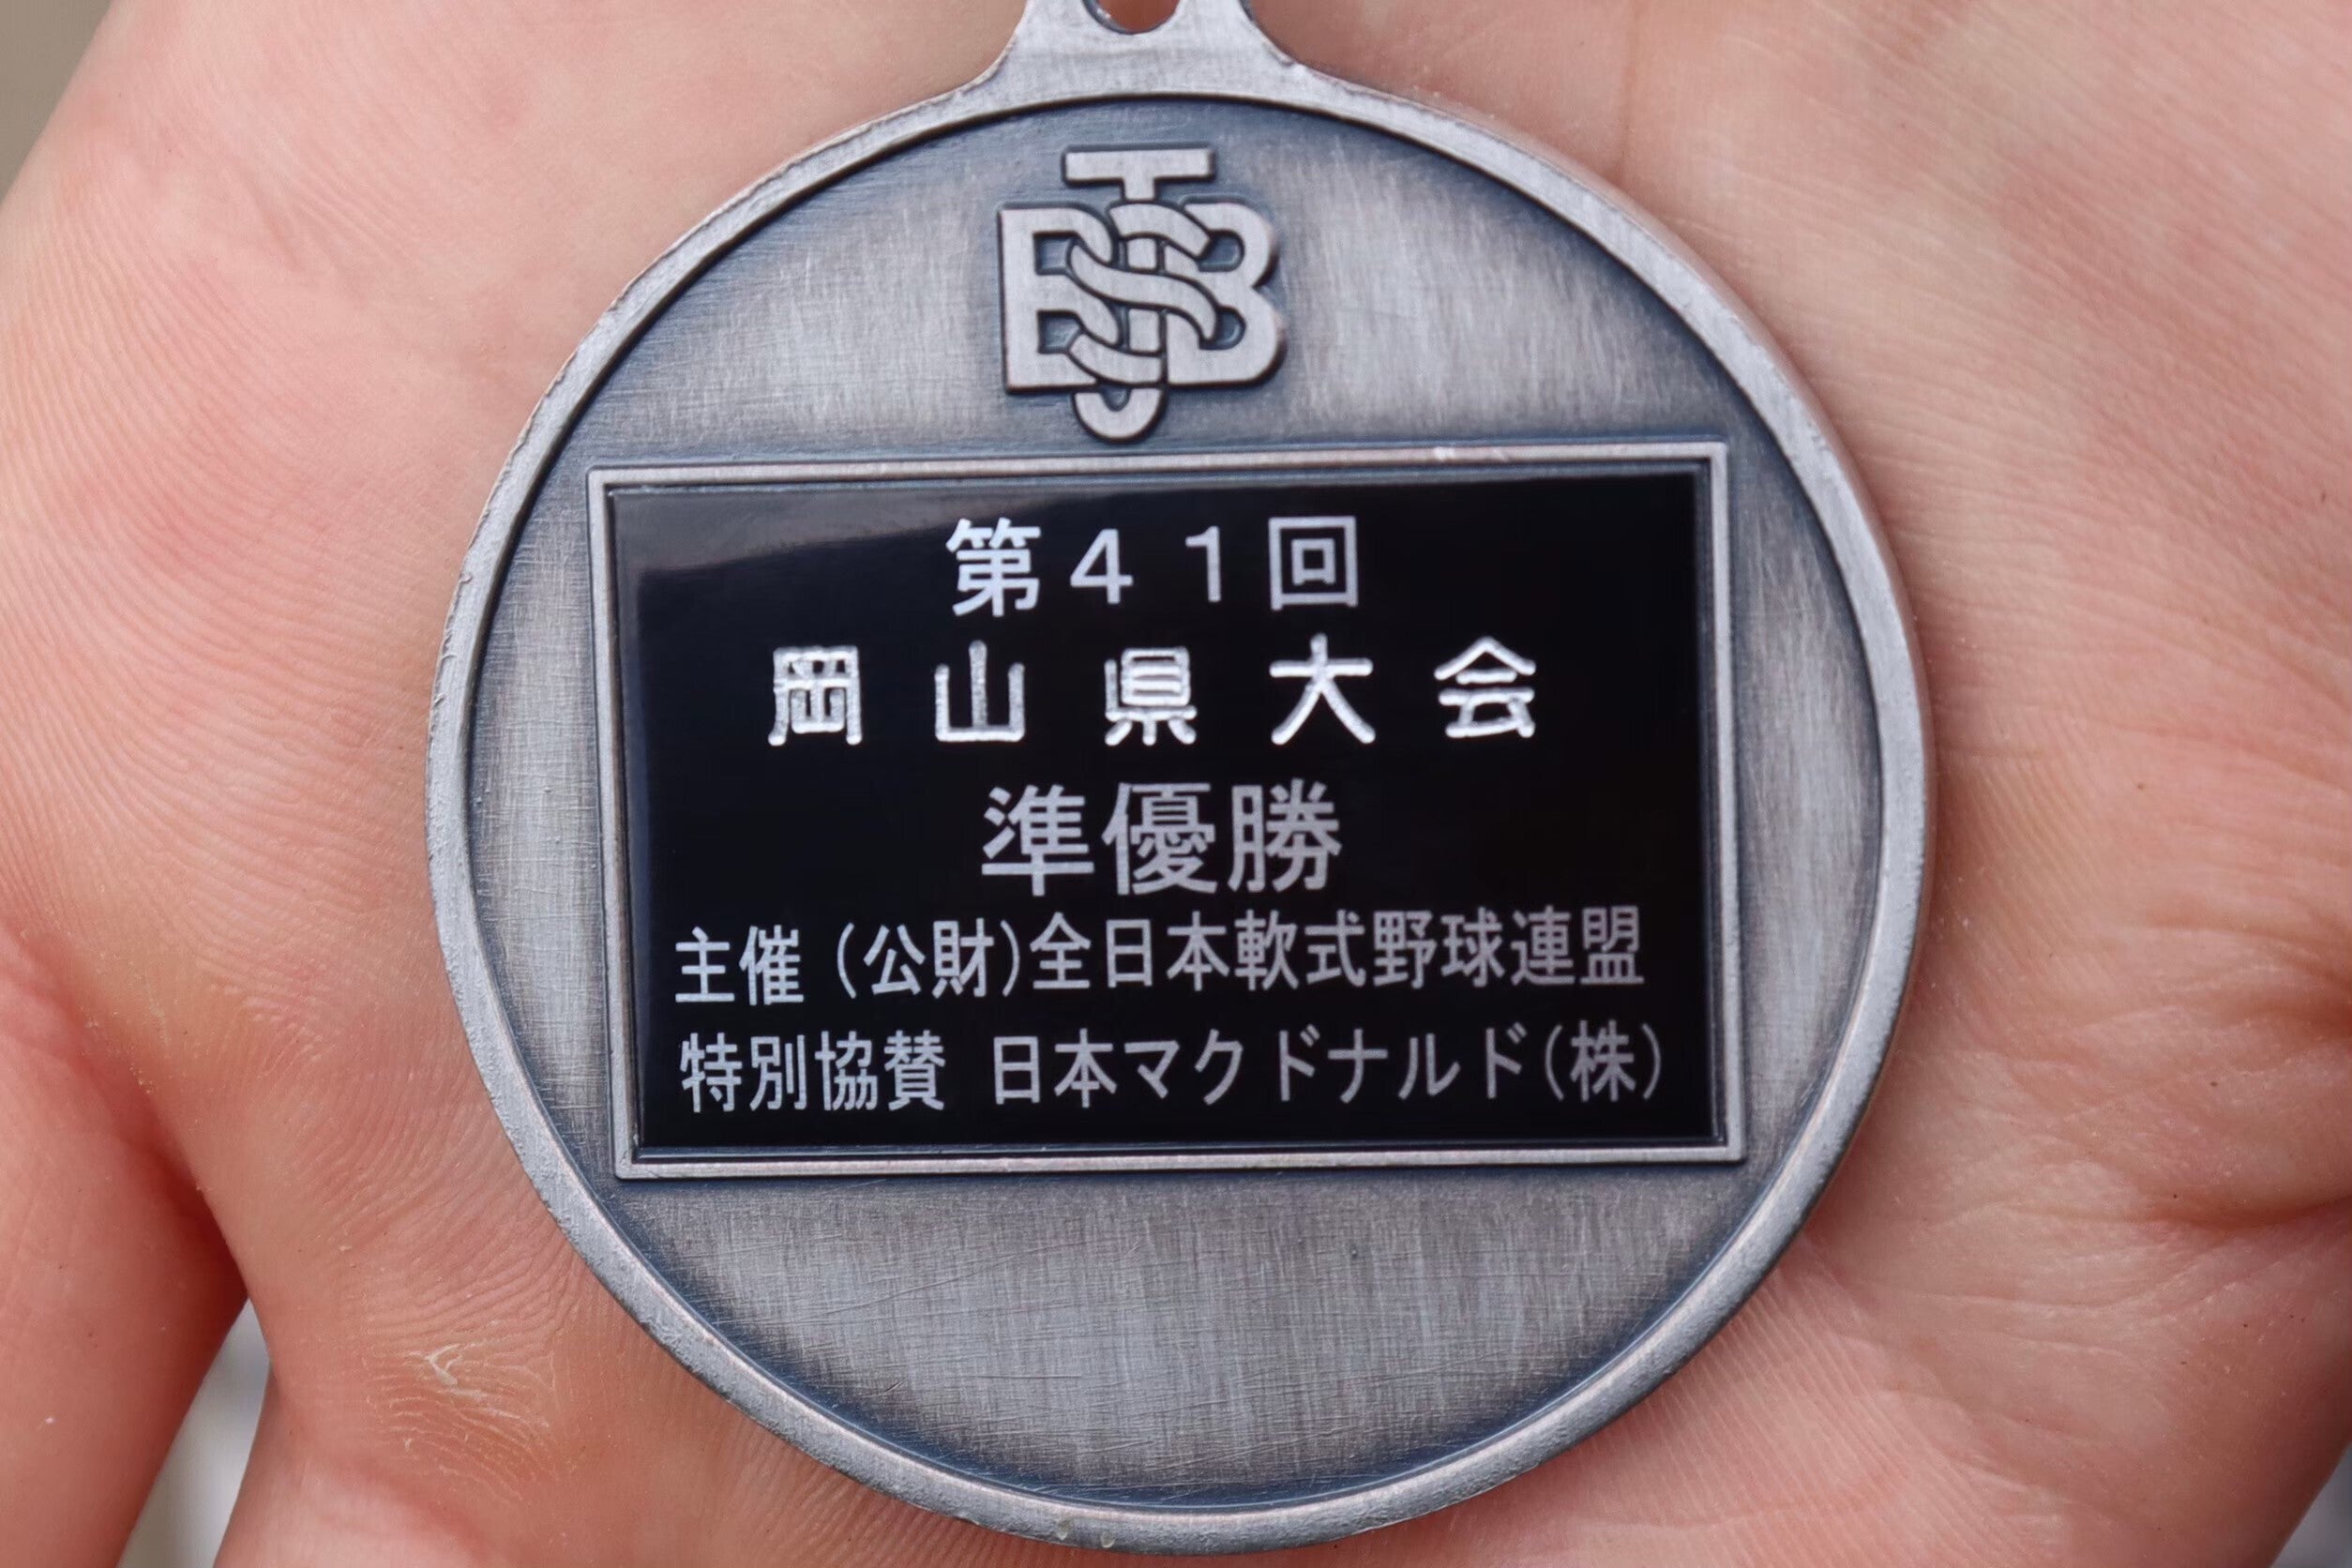 第41回
岡山県大会
準優勝
主催(公財)全日本軟式野球連盟
特別協賛 日本マクドナルド(株)